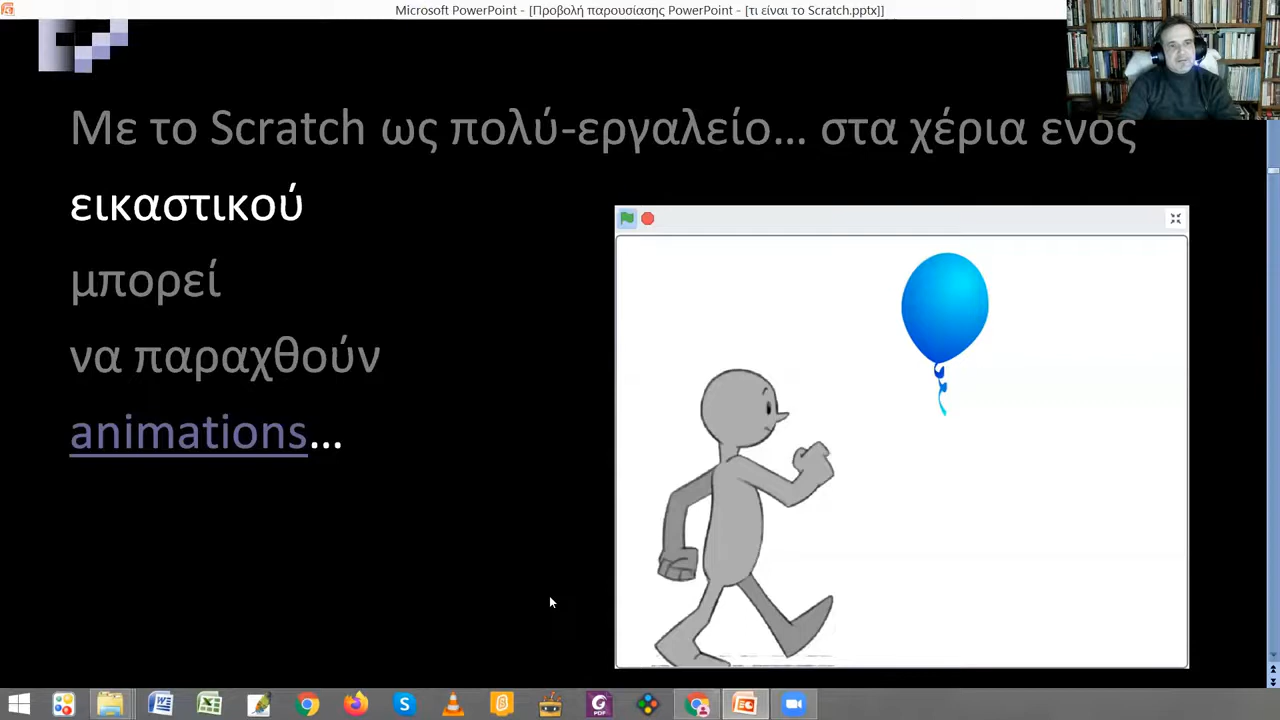 Microsoft PowerPoint - [Προβολή παρουσίασης PowerPoint - [τι είναι το Scratch.pptx]]
Με το Scratch ως πολύ-εργαλείο... στα χέρια ενός
εικαστικού
μπορεί
να παραχθούν
animations...